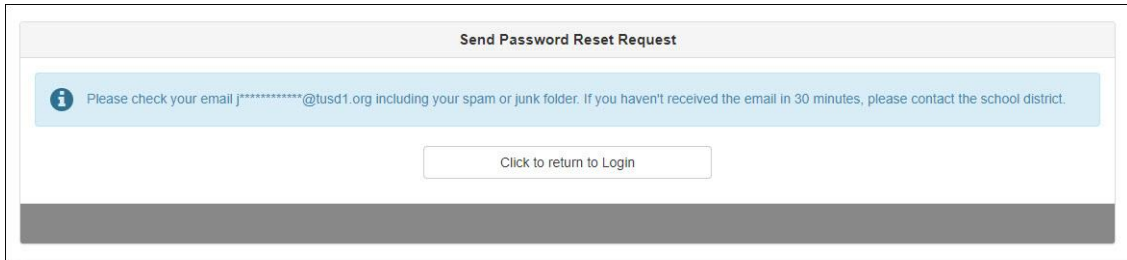 Send Password Reset Request
Please check your email j************@tusd1.org including your spam or junk folder. If you haven't received the email in 30 minutes, please contact the school district.
Click to return to Login